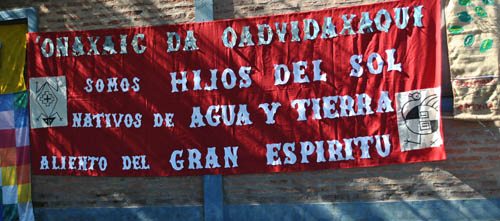 'ONAXAIC DA QADVIDAXAQUI
SOMOS HIJOS DEL SOL
NATIVOS DE AGUA Y TIERRA
ALIENTO DEL GRAN ESPIRITU